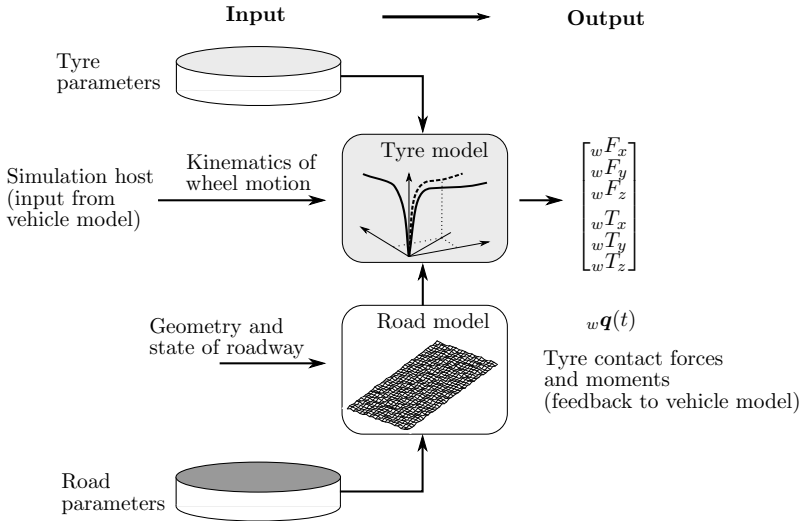 Input
Output
Tyre
parameters
Tyre model
Simulation host
(input from
vehicle model)
Kinematics of
wheel motion
wFx
wFy
wFz
wTx
wTy
wTz
Geometry and
state of roadway
Road model
wq(t)
Tyre contact forces
and moments
(feedback to vehicle model)
Road
parameters